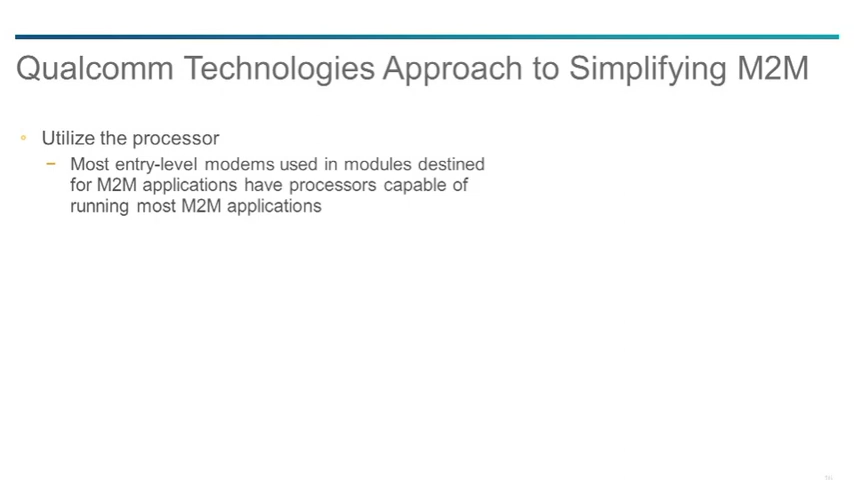 Qualcomm Technologies Approach to Simplifying M2M
Utilize the processor
Most entry-level modems used in modules destined
for M2M applications have processors capable of
running most M2M applications